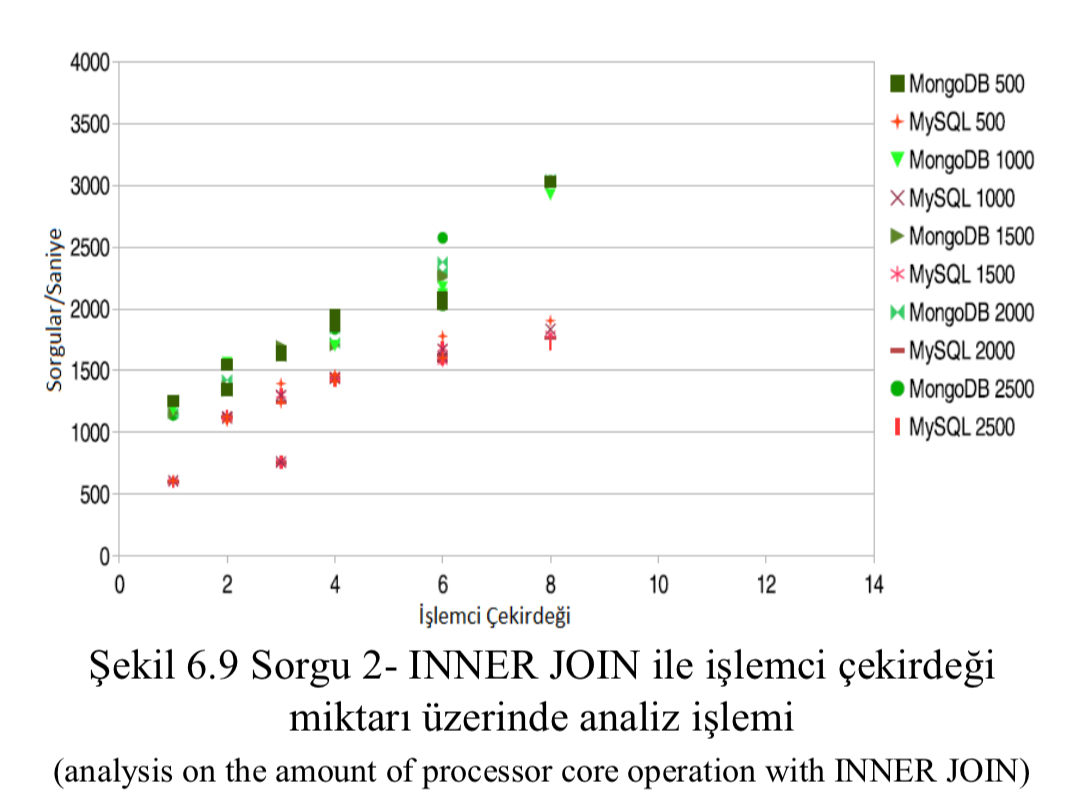 4000
3500
3000
2500
2000
1500
1000
500
0
Sorgular/Saniye
0 2 4 6 8 10 12 14
İşlemci Çekirdeği
MongoDB 500
MySQL 500
MongoDB 1000
MySQL 1000
MongoDB 1500
MySQL 1500
MongoDB 2000
MySQL 2000
MongoDB 2500
MySQL 2500
Şekil 6.9 Sorgu 2- INNER JOIN ile işlemci çekirdeği
miktarı üzerinde analiz işlemi
(analysis on the amount of processor core operation with INNER JOIN)